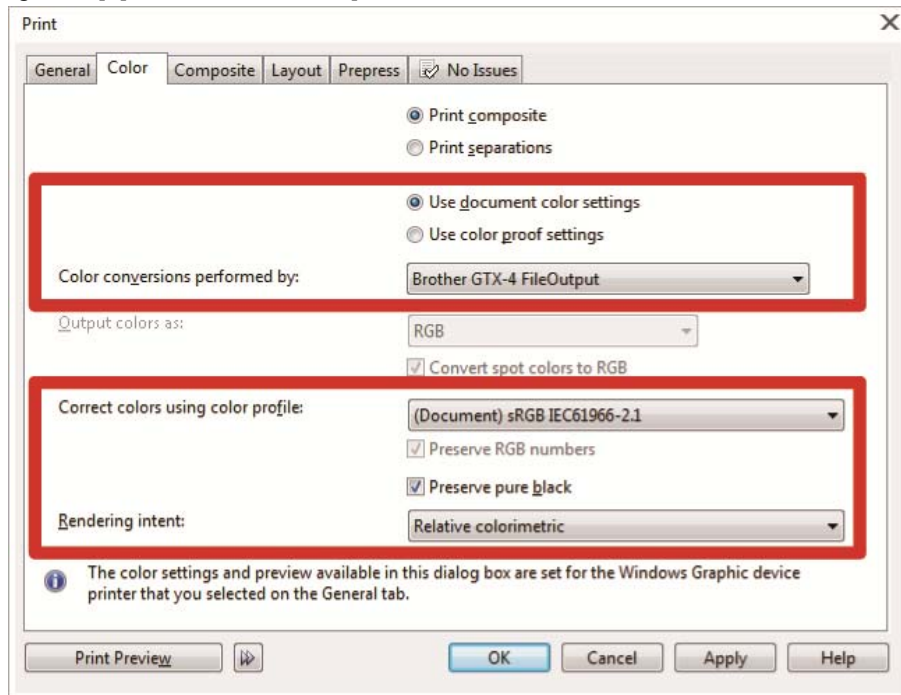 Print
General Color Composite Layout Prepress No Issues
Print composite
Print separations
Use document color settings
Use color proof settings
Color conversions performed by: Brother GTX-4 FileOutput
Output colors as: RGB
Convert spot colors to RGB
Correct colors using color profile: (Document) sRGB IEC61966-2.1
Preserve RGB numbers
Preserve pure black
Rendering intent: Relative colorimetric
The color settings and preview available in this dialog box are set for the Windows Graphic device
printer that you selected on the General tab.
Print Preview OK Cancel Apply Help